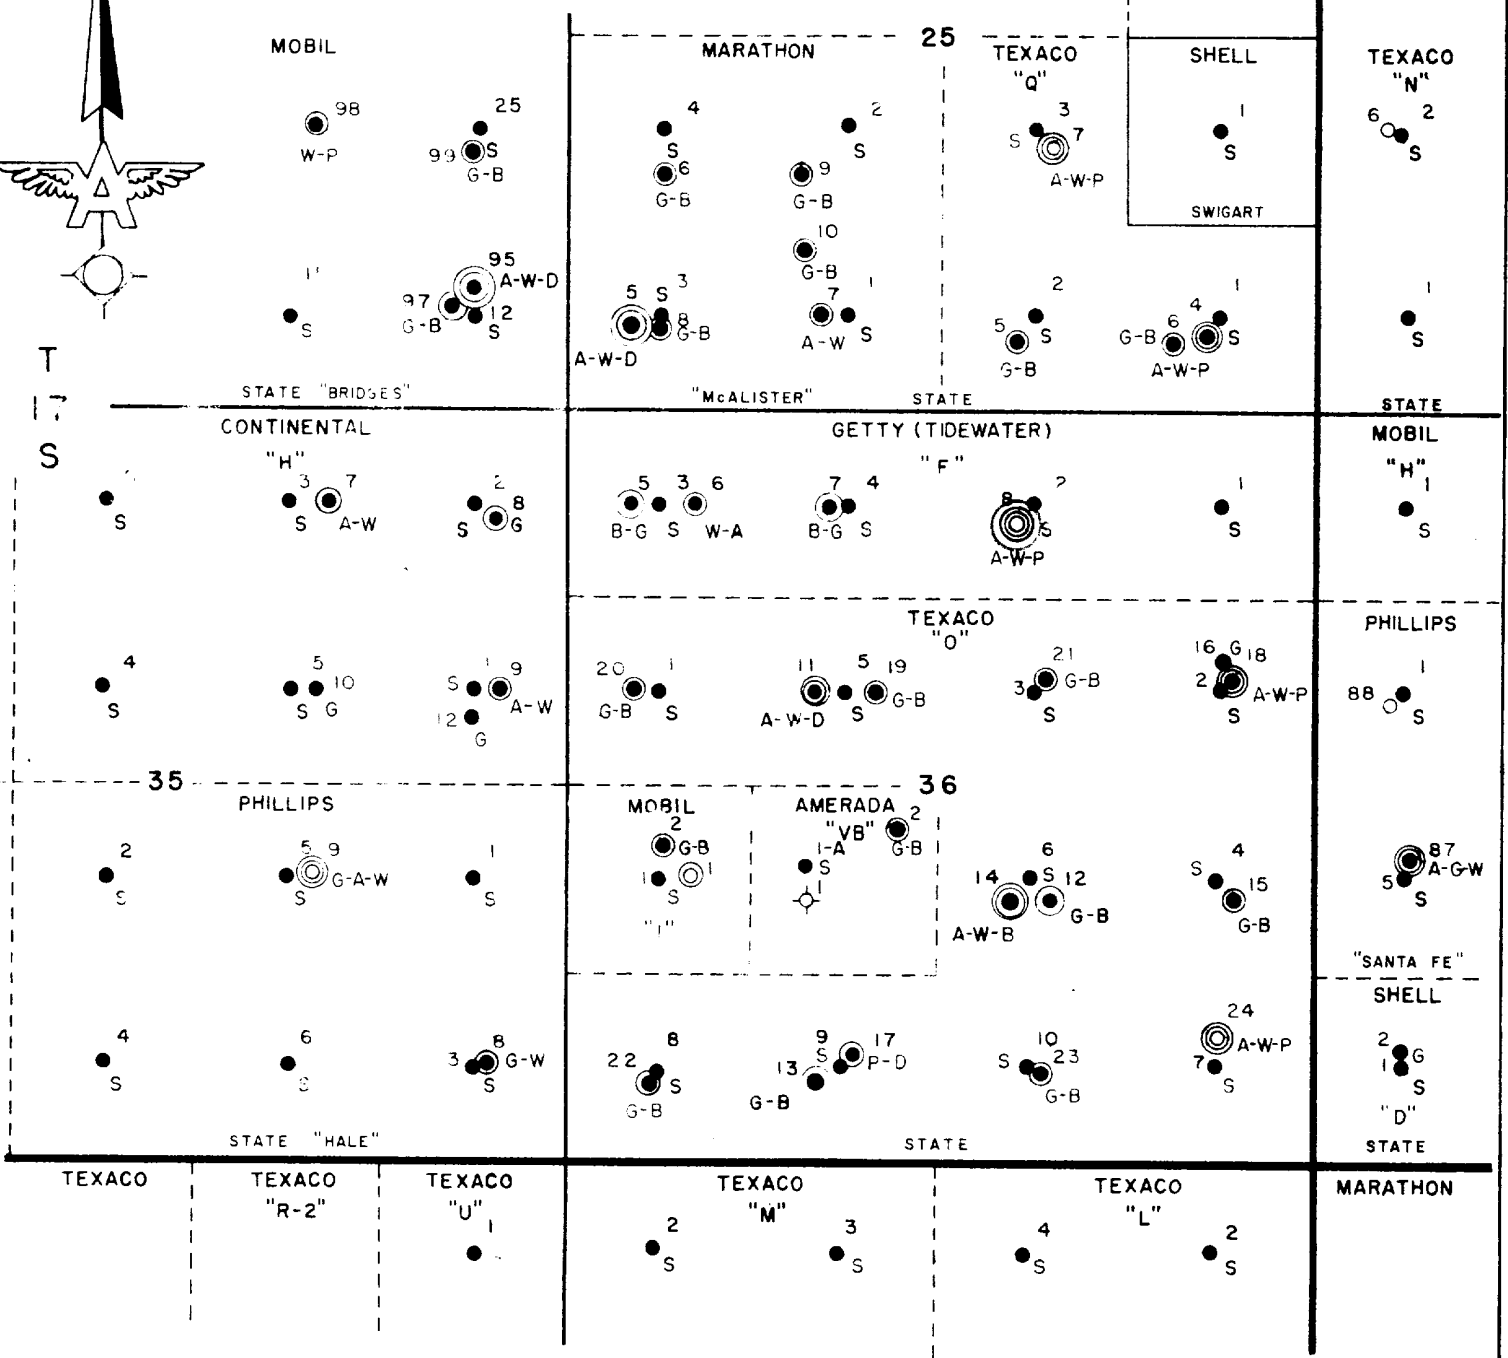 25
MOBIL
MARATHON
TEXACO
"Q"
SHELL
TEXACO
"N"
98
W-P
25
S
99
G-B
4
S
6
G-B
2
S
9
G-B
10
G-B
3
S
7
A-W-P
1
S
SWIGART
6
2
S
S
95
A-W-D
97
G-B
12
S
5
A-W-D
3
S
8
G-B
7
A-W
1
S
2
S
5
G-B
1
4
S
6
G-B
A-W-P
1
S
T
17
S
STATE "BRIDGES"
"McALISTER"
STATE
STATE
CONTINENTAL
"H"
GETTY (TIDEWATER)
"F"
MOBIL
"H"
S
3
S
7
A-W
2
S
8
G
5
B-G
3
S
6
W-A
7
B-G
4
S
2
8
S
A-W-P
1
S
1
S
TEXACO
"O"
PHILLIPS
4
S
5
S
10
G
1
S
9
A-W
12
G
20
G-B
1
S
11
A-W-D
5
S
19
G-B
21
G-B
3
S
16 G 18
2
A-W-P
S
1
88
S
35
36
PHILLIPS
MOBIL
AMERADA
"VB"
2
S
5
S
9
G-A-W
1
S
2
G-B
1
S
1
"I"
1-A
S
1
2
G-B
6
S
14
A-W-B
12
G-B
4
S
15
G-B
87
A-G-W
5
S
"SANTA FE"
SHELL
4
S
6
S
8
G-W
3
S
8
22
S
G-B
9
S
17
P-D
13
G-B
10
S
23
G-B
24
A-W-P
7
S
2
G
1
S
"D"
STATE "HALE"
STATE
STATE
TEXACO
TEXACO
"R-2"
TEXACO
"U"
1
TEXACO
"M"
2
S
3
S
TEXACO
"L"
4
S
2
S
MARATHON